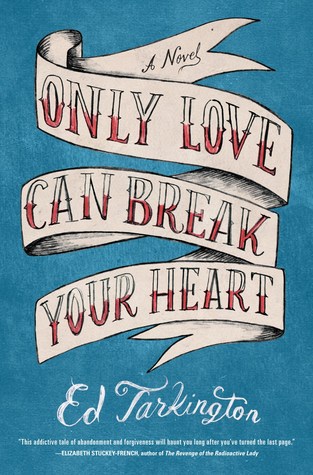 A Novel
ONLY LOVE
CAN BREAK
YOUR HEART
Ed Tarkington
"This addictive tale of abandonment and forgiveness will haunt you long after you've turned the last page."
—ELIZABETH STUCKEY-FRENCH, author of The Revenge of the Radioactive Lady